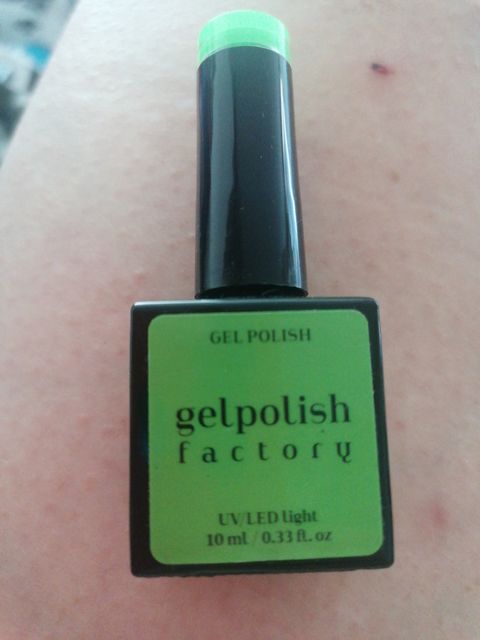 GEL POLISH
gelpolish
factory
UV/LED light
10 ml / 0.33 fl. oz